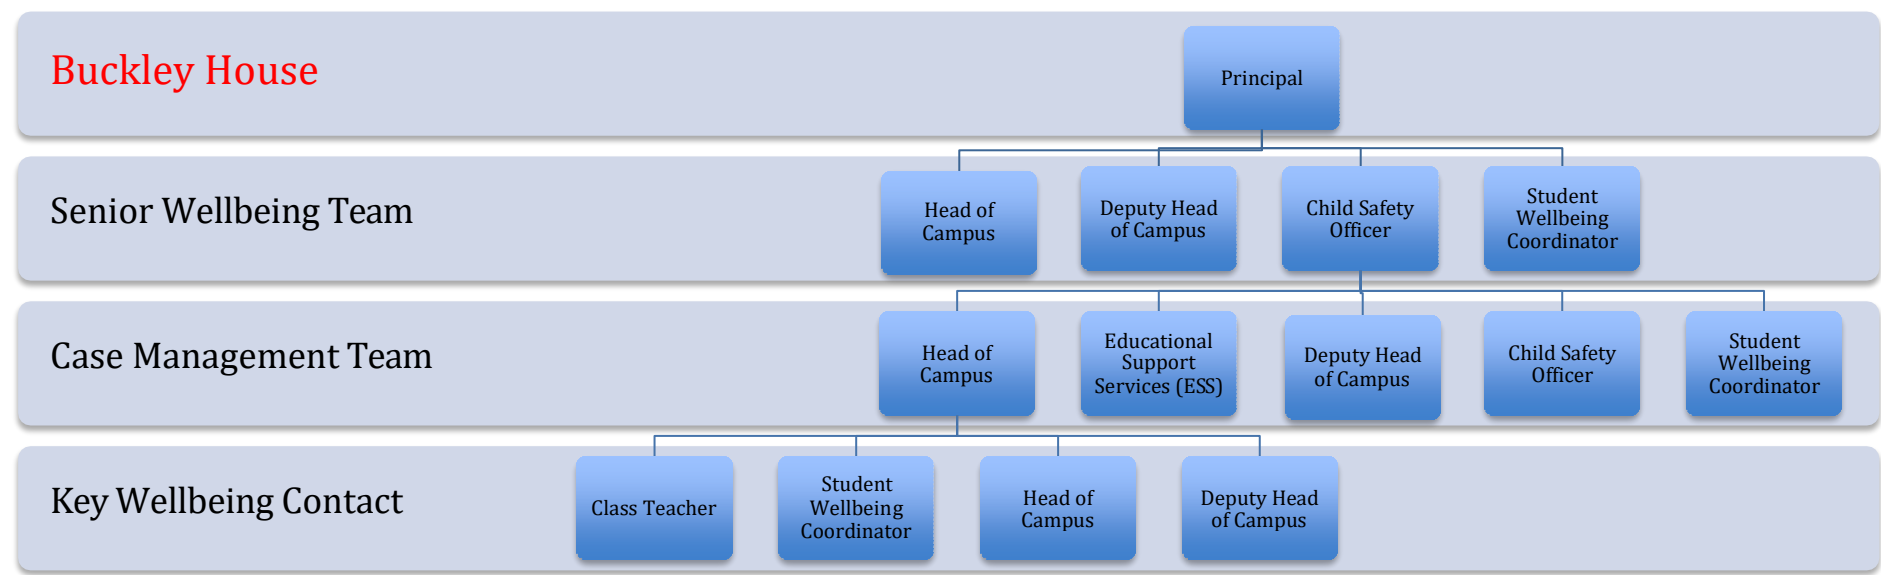 Buckley House
Principal
Senior Wellbeing Team
Head of
Campus
Deputy Head
of Campus
Child Safety
Officer
Student
Wellbeing
Coordinator
Case Management Team
Head of
Campus
Educational
Support
Services (ESS)
Deputy Head
of Campus
Child Safety
Officer
Student
Wellbeing
Coordinator
Key Wellbeing Contact
Class Teacher
Student
Wellbeing
Coordinator
Head of
Campus
Deputy Head
of Campus